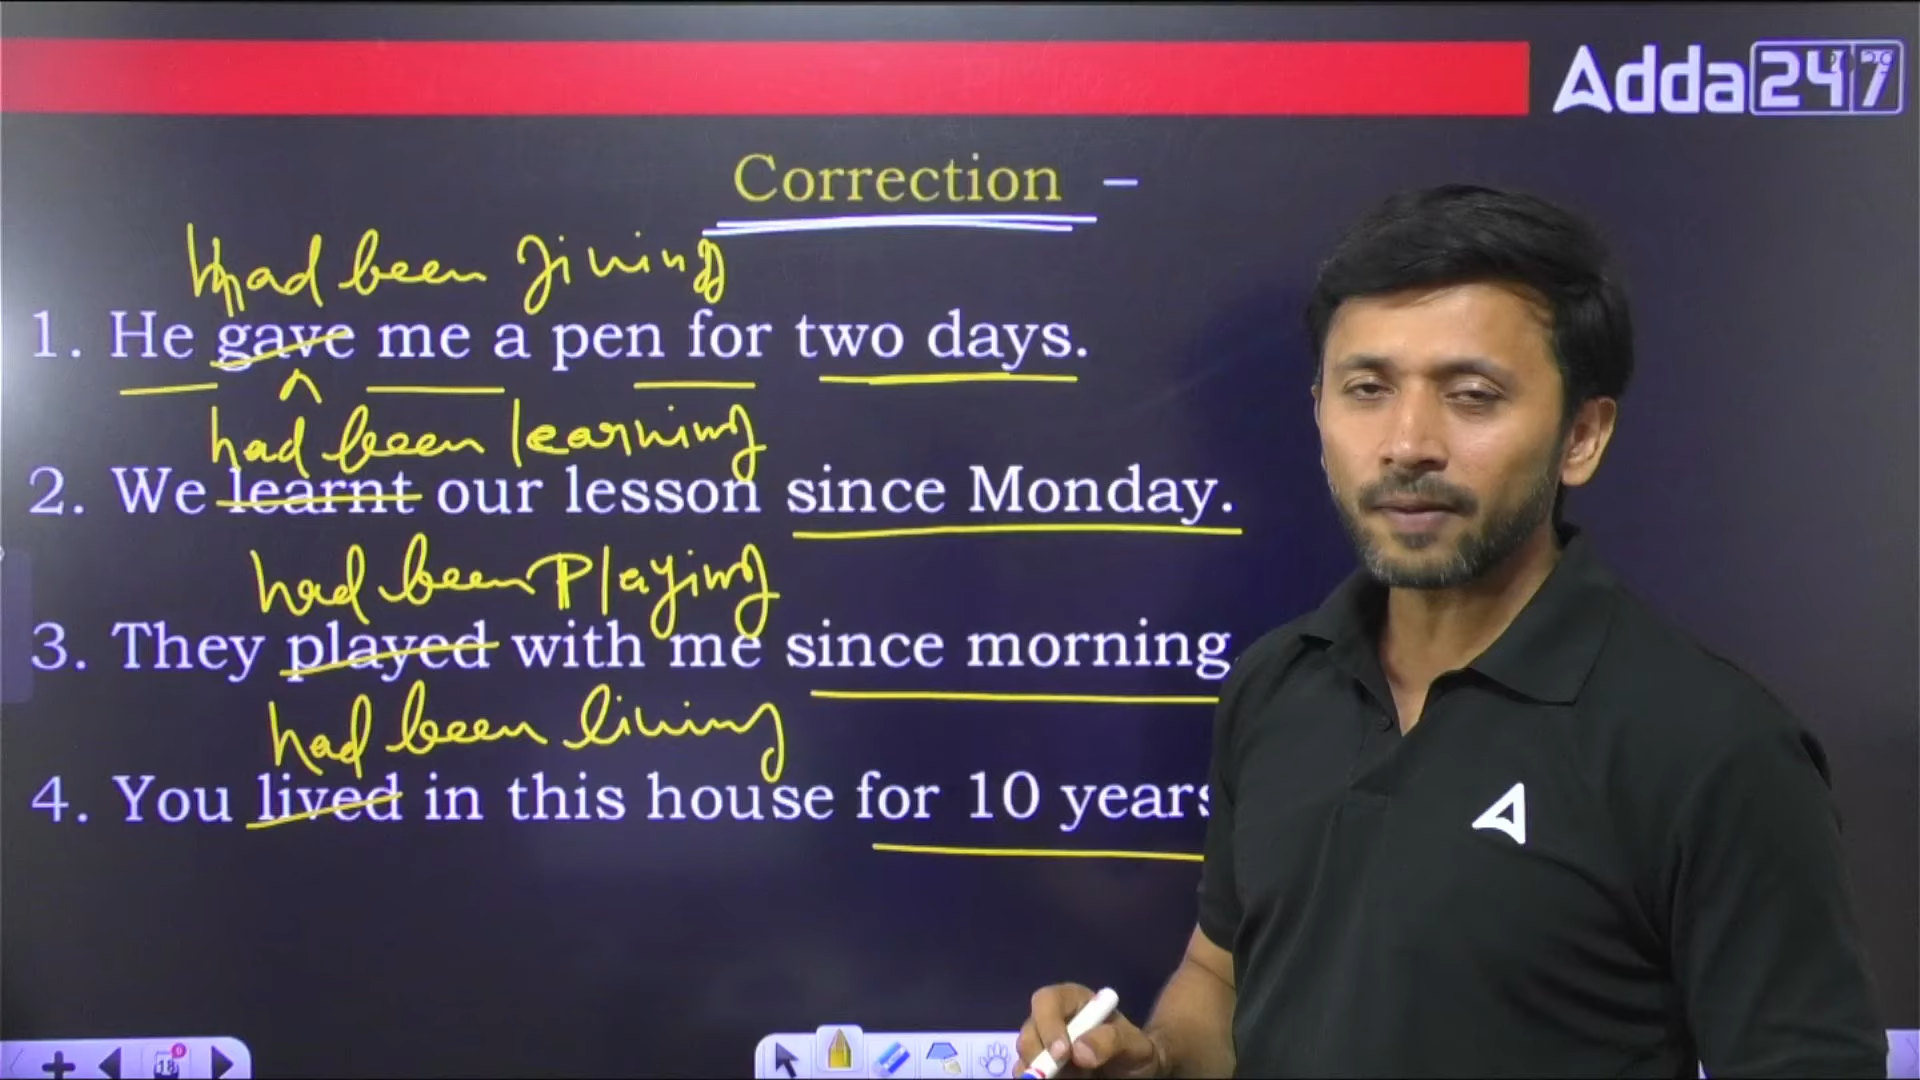 Adda247
Correction –
had been giving
1. He gave me a pen for two days.
had been learning
2. We learnt our lesson since Monday.
had been Playing
3. They played with me since morning
had been living
4. You lived in this house for 10 years
18